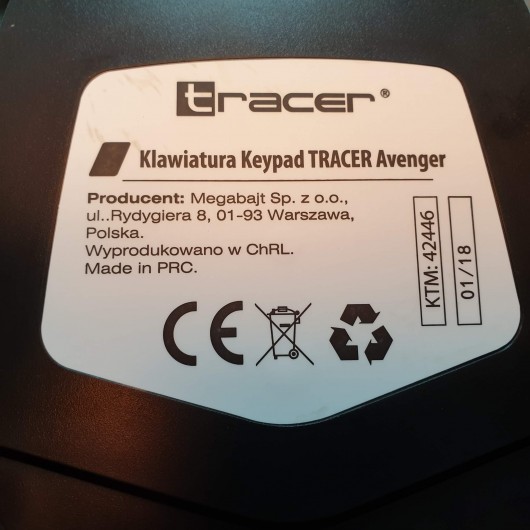 tracer®
Klawiatura Keypad TRACER Avenger
Producent: Megabajt Sp. z o.o.,
ul..Rydygiera 8, 01-93 Warszawa,
Polska.
Wyprodukowano w ChRL.
Made in PRC.
KTM: 42446
01/18
CE